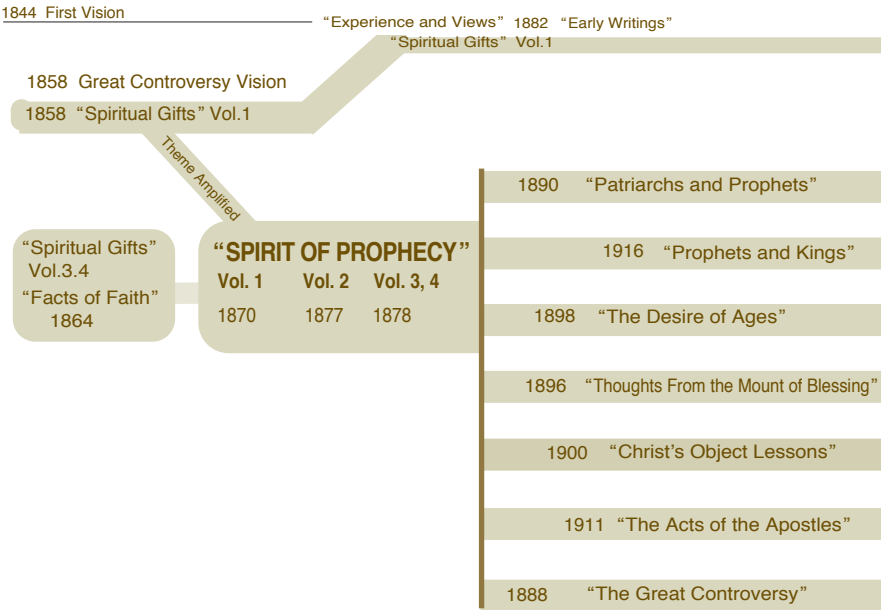 1844 First Vision
“Experience and Views” 1882 “Early Writings”
“Spiritual Gifts” Vol.1
1858 Great Controversy Vision
1858 “Spiritual Gifts” Vol.1
Theme Amplified
“Spiritual Gifts”
Vol.3.4
“Facts of Faith”
1864
“SPIRIT OF PROPHECY”
Vol. 1 Vol. 2 Vol. 3, 4
1870 1877 1878
1890 “Patriarchs and Prophets”
1916 “Prophets and Kings”
1898 “The Desire of Ages”
1896 “Thoughts From the Mount of Blessing”
1900 “Christ’s Object Lessons”
1911 “The Acts of the Apostles”
1888 “The Great Controversy”